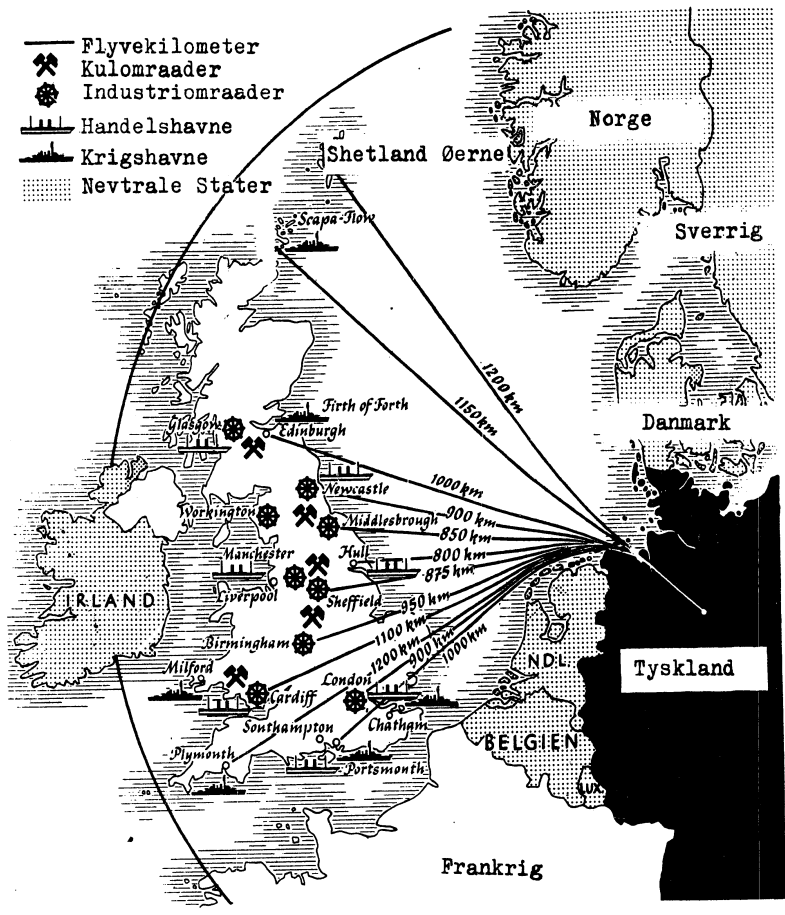 Flyvekilometer
Kulomraader
Industriomraader
Handelshavne
Krigshavne
Nevtrale Stater
Norge
Shetland Øerne
Scapa-Flow
Sverrig
1200 km
1150 km
Danmark
Firth of Forth
Glasgow
Edinburgh
1000 km
Newcastle
900 km
Workington
Middlesbrough
850 km
Manchester
Hull
800 km
875 km
Liverpool
Sheffield
950 km
IRLAND
1100 km
Birmingham
1200 km
900 km
1000 km
Milford
London
NDL.
Tyskland
Cardiff
Chatham
Southampton
BELGIEN
Plymouth
Portsmonth
LUX.
Frankrig